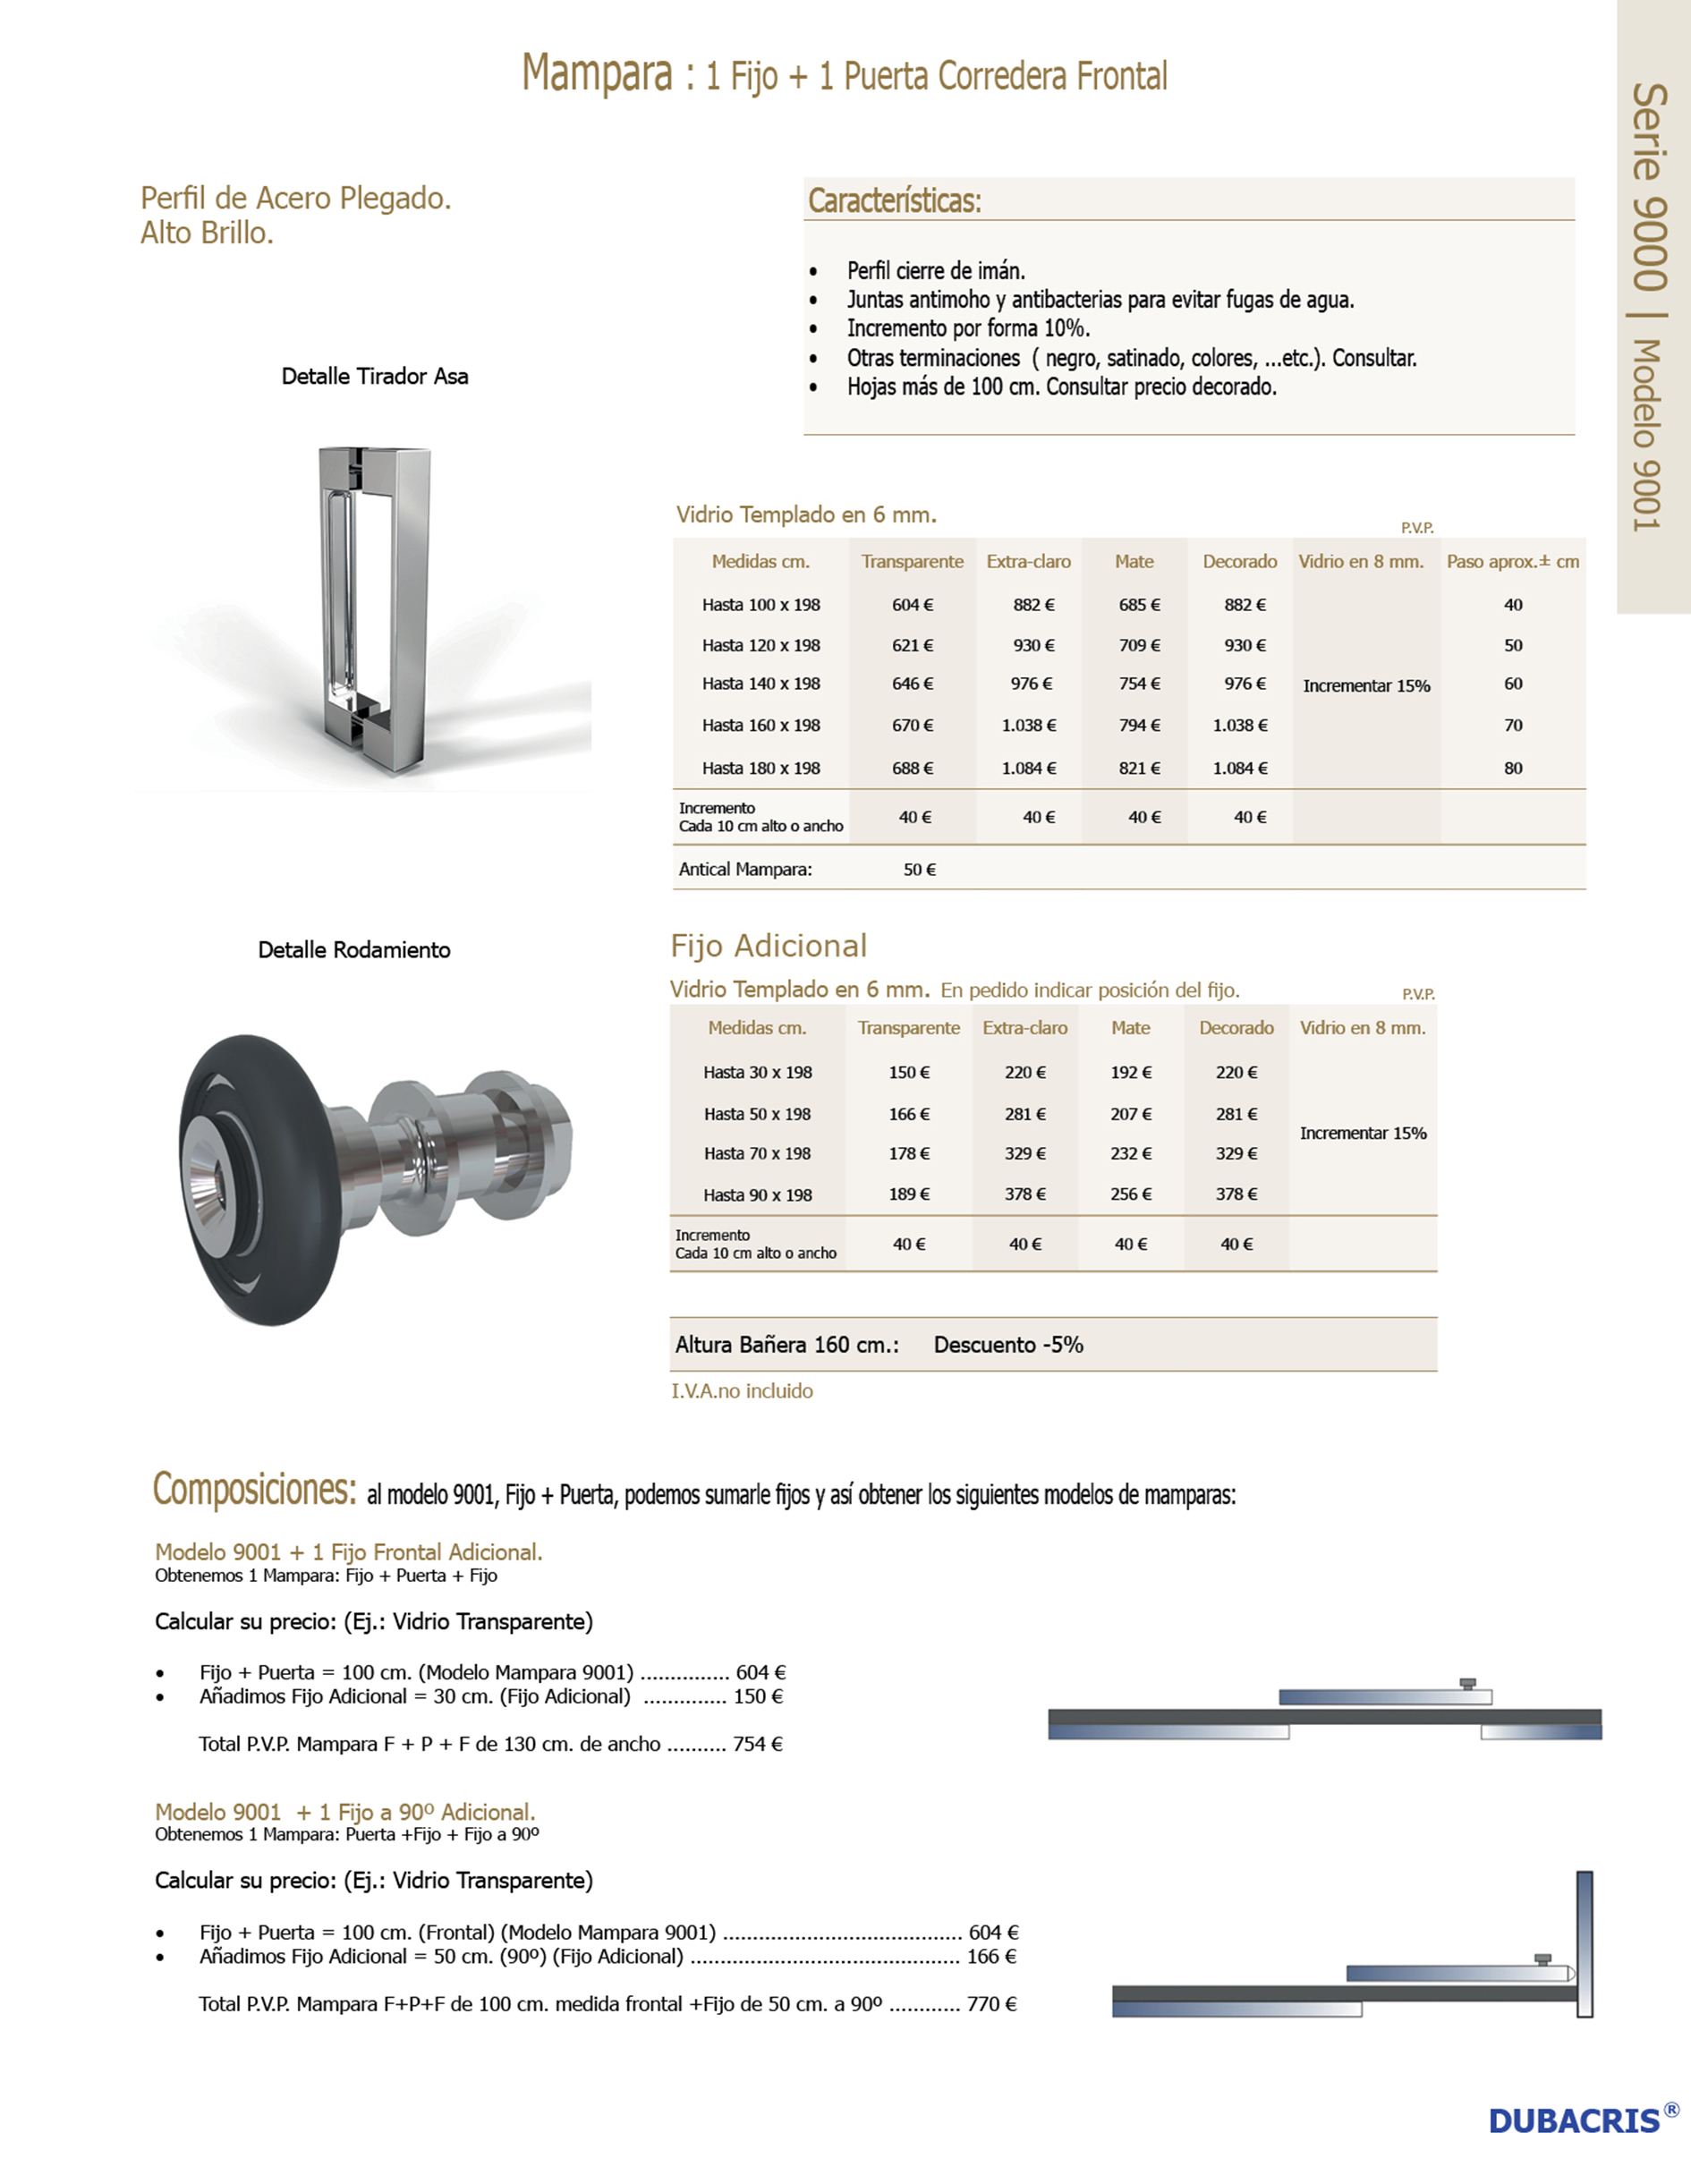 Mampara : 1 Fijo + 1 Puerta Corredera Frontal
Serie 9000 | Modelo 9001
Perfil de Acero Plegado.
Alto Brillo.
Características:
• Perfil cierre de imán.
• Juntas antimoho y antibacterias para evitar fugas de agua.
• Incremento por forma 10%.
• Otras terminaciones ( negro, satinado, colores, ...etc.). Consultar.
• Hojas más de 100 cm. Consultar precio decorado.
Detalle Tirador Asa
Vidrio Templado en 6 mm.
P.V.P.
Medidas cm. Transparente Extra-claro Mate Decorado Vidrio en 8 mm. Paso aprox.± cm
Hasta 100 x 198 604 € 882 € 685 € 882 € 40
Hasta 120 x 198 621 € 930 € 709 € 930 € 50
Hasta 140 x 198 646 € 976 € 754 € 976 € Incrementar 15% 60
Hasta 160 x 198 670 € 1.038 € 794 € 1.038 € 70
Hasta 180 x 198 688 € 1.084 € 821 € 1.084 € 80
Incremento
Cada 10 cm alto o ancho 40 € 40 € 40 € 40 €
Antical Mampara: 50 €
Detalle Rodamiento
Fijo Adicional
Vidrio Templado en 6 mm. En pedido indicar posición del fijo.
P.V.P.
Medidas cm. Transparente Extra-claro Mate Decorado Vidrio en 8 mm.
Hasta 30 x 198 150 € 220 € 192 € 220 €
Hasta 50 x 198 166 € 281 € 207 € 281 €
Incrementar 15%
Hasta 70 x 198 178 € 329 € 232 € 329 €
Hasta 90 x 198 189 € 378 € 256 € 378 €
Incremento
Cada 10 cm alto o ancho 40 € 40 € 40 € 40 €
Altura Bañera 160 cm.: Descuento -5%
I.V.A.no incluido
Composiciones: al modelo 9001, Fijo + Puerta, podemos sumarle fijos y así obtener los siguientes modelos de mamparas:
Modelo 9001 + 1 Fijo Frontal Adicional.
Obtenemos 1 Mampara: Fijo + Puerta + Fijo
Calcular su precio: (Ej.: Vidrio Transparente)
• Fijo + Puerta = 100 cm. (Modelo Mampara 9001) ............... 604 €
• Añadimos Fijo Adicional = 30 cm. (Fijo Adicional) .............. 150 €
Total P.V.P. Mampara F + P + F de 130 cm. de ancho .......... 754 €
Modelo 9001 + 1 Fijo a 90º Adicional.
Obtenemos 1 Mampara: Puerta +Fijo + Fijo a 90º
Calcular su precio: (Ej.: Vidrio Transparente)
• Fijo + Puerta = 100 cm. (Frontal) (Modelo Mampara 9001) ........................................ 604 €
• Añadimos Fijo Adicional = 50 cm. (90º) (Fijo Adicional) ............................................. 166 €
Total P.V.P. Mampara F+P+F de 100 cm. medida frontal +Fijo de 50 cm. a 90º ............ 770 €
DUBACRIS®